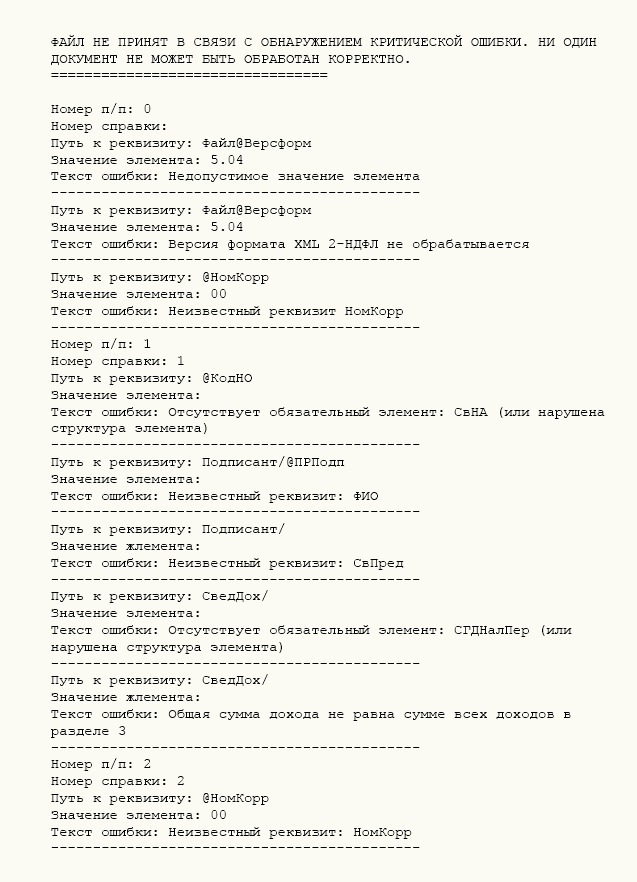 ФАЙЛ НЕ ПРИНЯТ В СВЯЗИ С ОБНАРУЖЕНИЕМ КРИТИЧЕСКОЙ ОШИБКИ. НИ ОДИН
ДОКУМЕНТ НЕ МОЖЕТ БЫТЬ ОБРАБОТАН КОРРЕКТНО.
=================================
Номер п/п: 0
Номер справки:
Путь к реквизиту: Файл@Версформ
Значение элемента: 5.04
Текст ошибки: Недопустимое значение элемента
--------------------------------------------
Путь к реквизиту: Файл@Версформ
Значение элемента: 5.04
Текст ошибки: Версия формата XML 2-НДФЛ не обрабатывается
--------------------------------------------
Путь к реквизиту: @НомКорр
Значение элемента: 00
Текст ошибки: Неизвестный реквизит НомКорр
--------------------------------------------
Номер п/п: 1
Номер справки: 1
Путь к реквизиту: @КодНО
Значение элемента:
Текст ошибки: Отсутствует обязательный элемент: СвНА (или нарушена
структура элемента)
--------------------------------------------
Путь к реквизиту: Подписант/@ПРПодп
Значение элемента:
Текст ошибки: Неизвестный реквизит: ФИО
--------------------------------------------
Путь к реквизиту: Подписант/
Значение жлемента:
Текст ошибки: Неизвестный реквизит: СвПред
--------------------------------------------
Путь к реквизиту: СведДох/
Значение элемента:
Текст ошибки: Отсутствует обязательный элемент: СГДНалПер (или
нарушена структура элемента)
--------------------------------------------
Путь к реквизиту: СведДох/
Значение жлемента:
Текст ошибки: Общая сумма дохода не равна сумме всех доходов в
разделе 3
--------------------------------------------
Номер п/п: 2
Номер справки: 2
Путь к реквизиту: @НомКорр
Значение элемента: 00
Текст ошибки: Неизвестный реквизит: НомКорр
--------------------------------------------